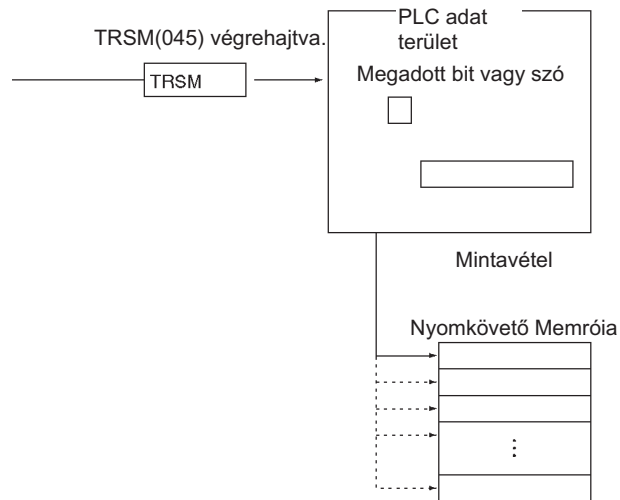 PLC adat
terület
TRSM(045) végrehajtva.
TRSM
Megadott bit vagy szó
Mintavétel
Nyomkövető Memróia